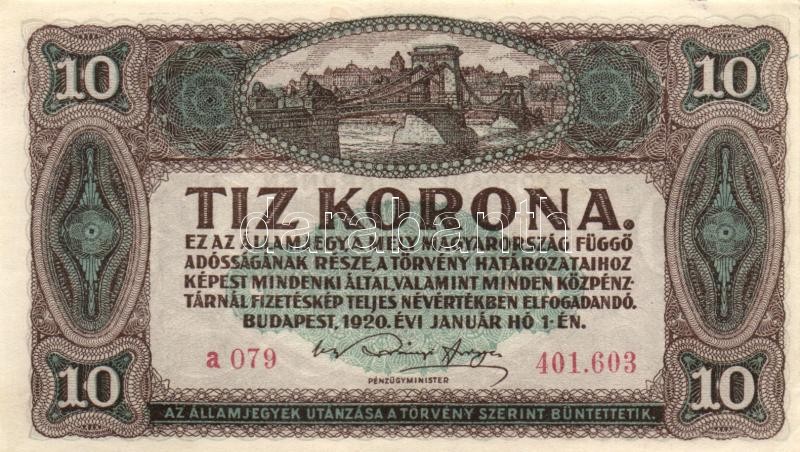 10 10
TIZ KORONA.
darabanth
EZ AZ ÁLLAMJEGY, AMELY MAGYARORSZÁG FÜGGŐ
ADÓSSÁGÁNAK RÉSZE, A TÖRVÉNY HATÁROZATAIHOZ
KÉPEST MINDENKI ÁLTAL, VALAMINT MINDEN KÖZPÉNZ-
TÁRNÁL FIZETÉSKÉP TELJES NÉVÉRTÉKBEN ELFOGADANDÓ.
BUDAPEST, 1920. ÉVI JANUÁR HÓ 1-ÉN.
a 079 401.603
PÉNZÜGYMINISTER
10 10
AZ ÁLLAMJEGYEK UTÁNZÁSA A TÖRVÉNY SZERINT BÜNTETTETIK.